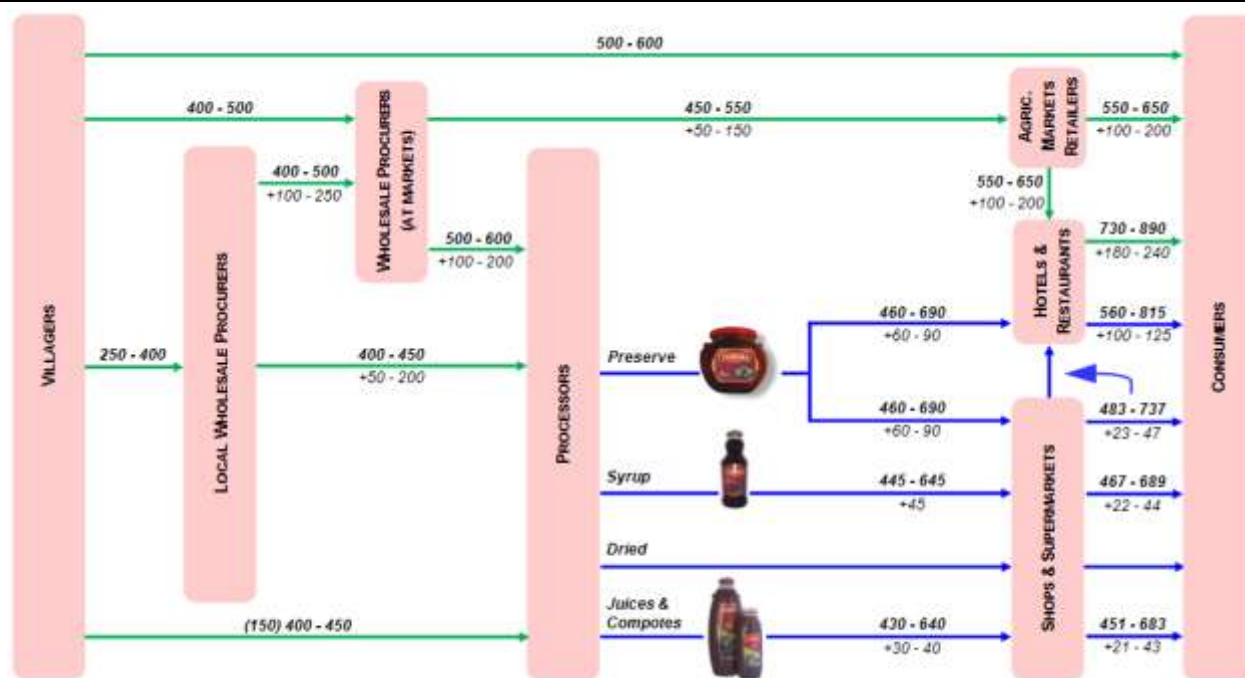 500 - 600
400 - 500
450 - 550
+50 - 150
AGRIC.
MARKETS
RETAILERS
550 - 650
+100 - 200
WHOLESALE PROCURERS
(AT MARKETS)
400 - 500
+100 - 250
550 - 650
+100 - 200
500 - 600
+100 - 200
HOTELS &
RESTAURANTS
730 - 890
+180 - 240
VILLAGERS
LOCAL WHOLESALE PROCURERS
PROCESSORS
CONSUMERS
460 - 690
+60 - 90
560 - 815
+100 - 125
250 - 400
400 - 450
+50 - 200
Preserve
460 - 690
+60 - 90
483 - 737
+23 - 47
SHOPS & SUPERMARKETS
Syrup
445 - 645
+45
467 - 689
+22 - 44
Dried
Juices &
Compotes
(150) 400 - 450
430 - 640
+30 - 40
451 - 683
+21 - 43